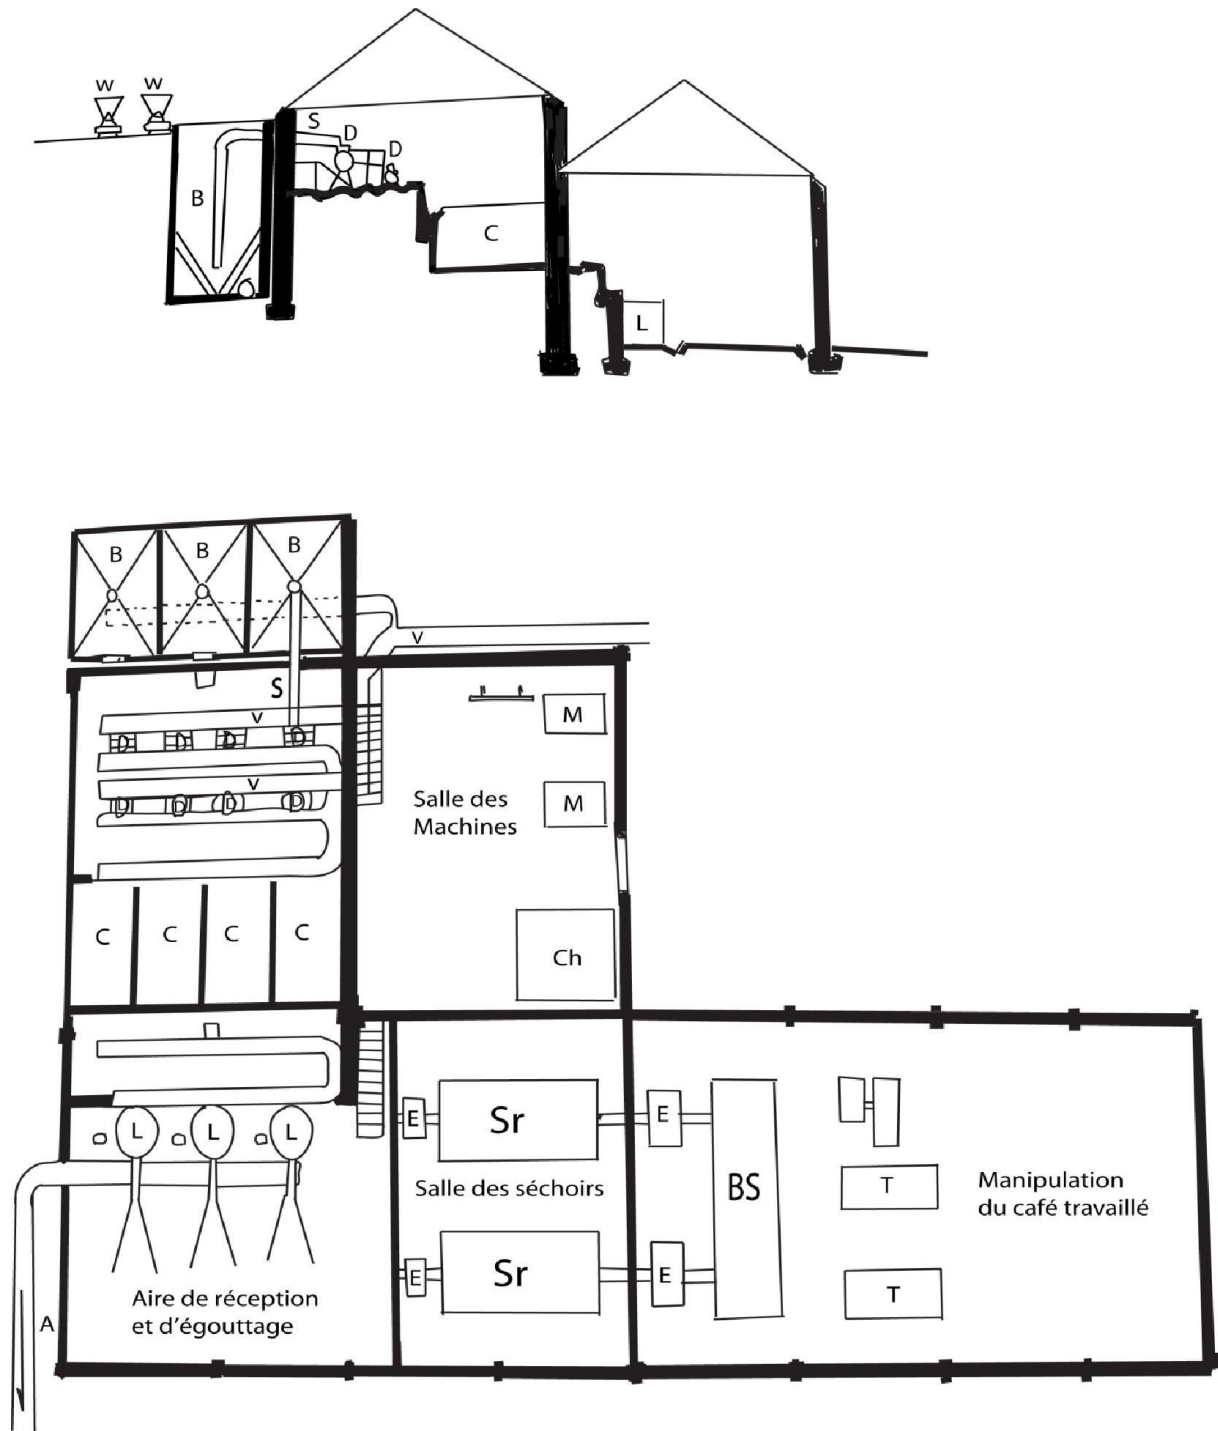 W W
S
D
D
B
C
L
B B B
V
S
V
M
D D D D
V
D D D D
M
Salle des
Machines
C C C C
Ch
L L L
E Sr E
BS
T
Manipulation
du café travaillé
Salle des séchoirs
E Sr E
T
Aire de réception
et d'égouttage
A